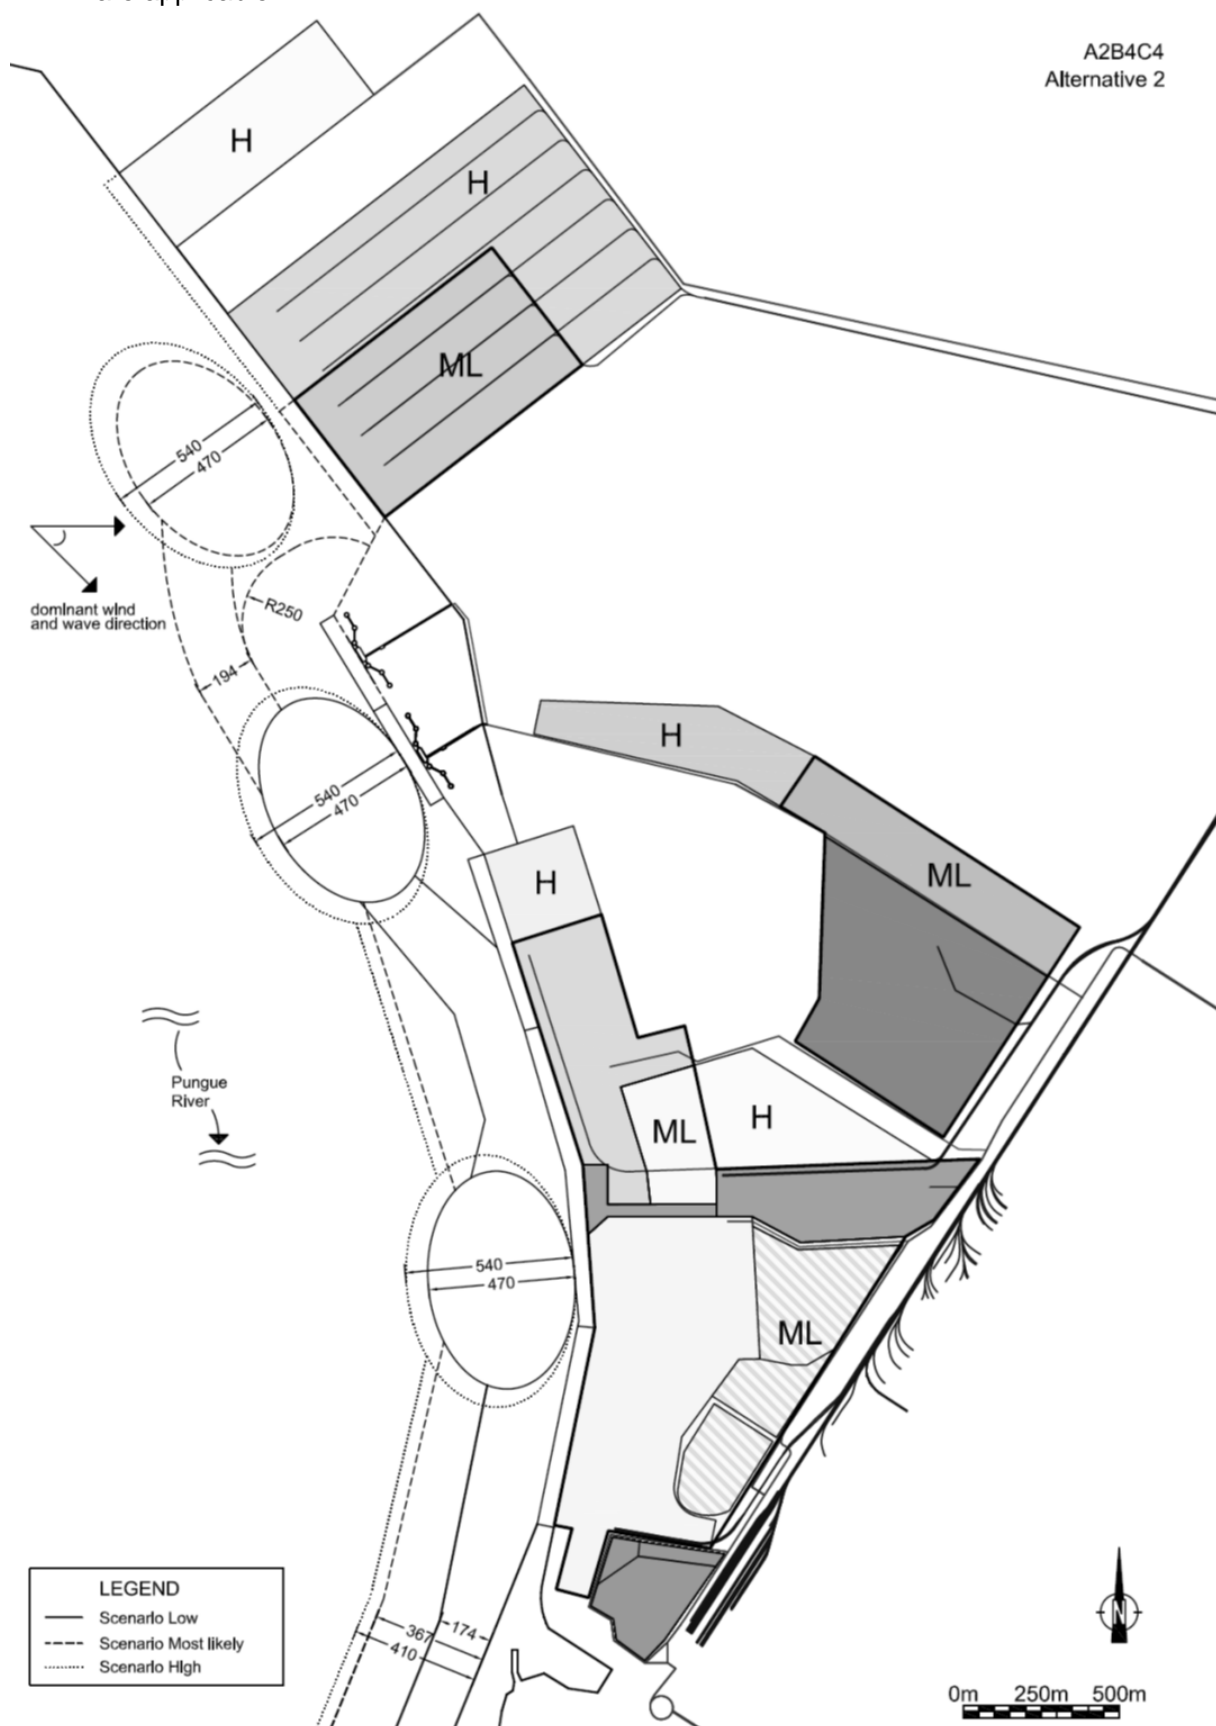 A2B4C4
Alternative 2
H
H
ML
540
470
dominant wind
and wave direction
R250
194
H
540
470
ML
H
Pungue
River
ML
H
540
470
ML
LEGEND
Scenario Low
Scenario Most likely
Scenario High
174
367
410
N
0m 250m 500m